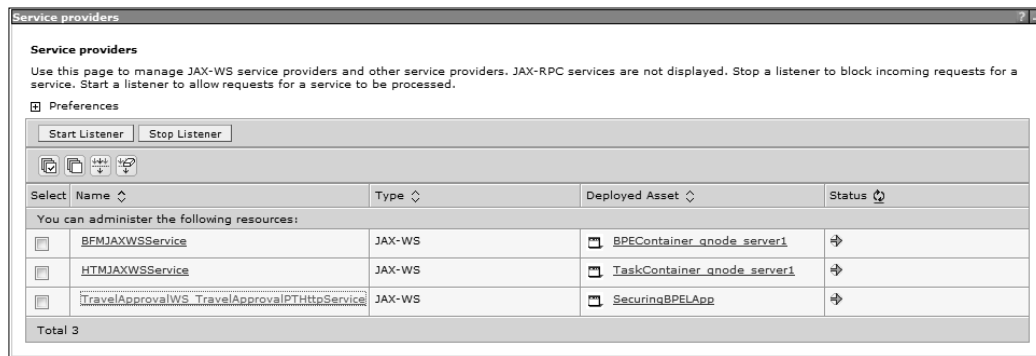 Service providers ? -
Service providers
Use this page to manage JAX-WS service providers and other service providers. JAX-RPC services are not displayed. Stop a listener to block incoming requests for a
service. Start a listener to allow requests for a service to be processed.
Preferences
Start Listener Stop Listener
Select Name Type Deployed Asset Status
You can administer the following resources:
BFMJAXWSService JAX-WS BPEContainer_qnode_server1
HTMJAXWSService JAX-WS TaskContainer_qnode_server1
TravelApprovalWS_TravelApprovalPTHttpService JAX-WS SecuringBPELApp
Total 3